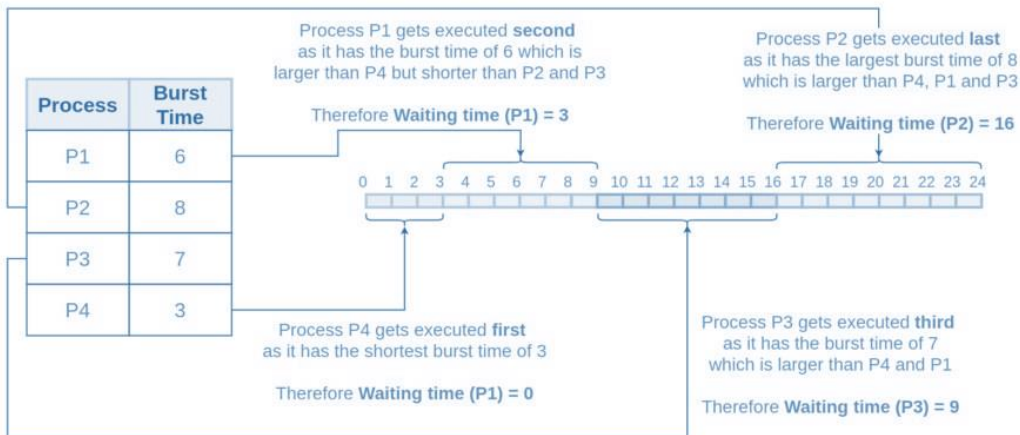 Process P1 gets executed second
as it has the burst time of 6 which is
larger than P4 but shorter than P2 and P3
Therefore Waiting time (P1) = 3
Process P2 gets executed last
as it has the largest burst time of 8
which is larger than P4, P1 and P3
Therefore Waiting time (P2) = 16
Process Burst Time
P1 6
P2 8
P3 7
P4 3
0 1 2 3 4 5 6 7 8 9 10 11 12 13 14 15 16 17 18 19 20 21 22 23 24
Process P4 gets executed first
as it has the shortest burst time of 3
Therefore Waiting time (P1) = 0
Process P3 gets executed third
as it has the burst time of 7
which is larger than P4 and P1
Therefore Waiting time (P3) = 9